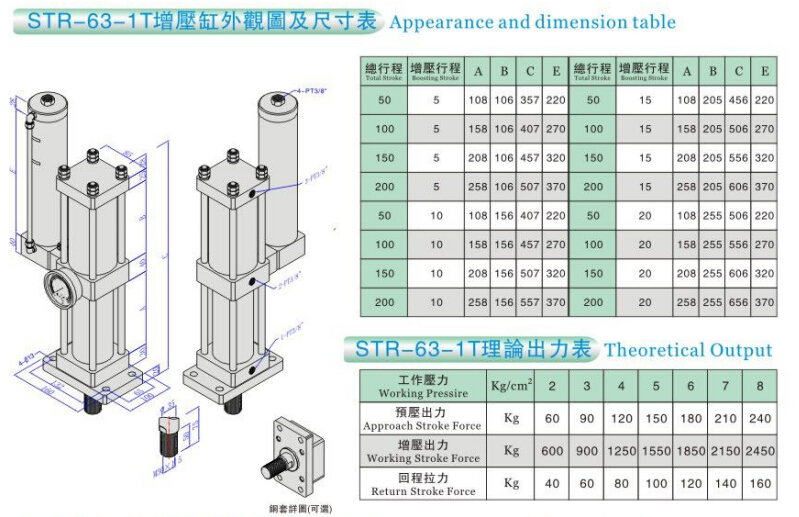 STR-63-1T增壓缸外觀圖及尺寸表 Appearance and dimension table
4-PT3/8"
3-PT3/8"
2-PT3/8"
1-PT3/8"
銅套詳圖(可選)
總行程 增壓行程 A B C E 總行程 增壓行程 A B C E
Total Stroke Boosting Stroke Total Stroke Boosting Stroke
50 5 108 106 357 220 50 15 108 205 456 220
100 5 158 106 407 270 100 15 158 205 506 270
150 5 208 106 457 320 150 15 208 205 556 320
200 5 258 106 507 370 200 15 258 205 606 370
50 10 108 156 407 220 50 20 108 255 506 220
100 10 158 156 457 270 100 20 158 255 556 270
150 10 208 156 507 320 150 20 208 255 606 320
200 10 258 156 557 370 200 20 258 255 656 370
STR-63-1T理論出力表 Theoretical Output
工作壓力
Working Pressire Kg/cm² 2 3 4 5 6 7 8
預壓出力
Approach Stroke Force Kg 60 90 120 150 180 210 240
增壓出力
Working Stroke Force Kg 600 900 1250 1550 1850 2150 2450
回程拉力
Return Stroke Force Kg 40 60 80 100 120 140 160